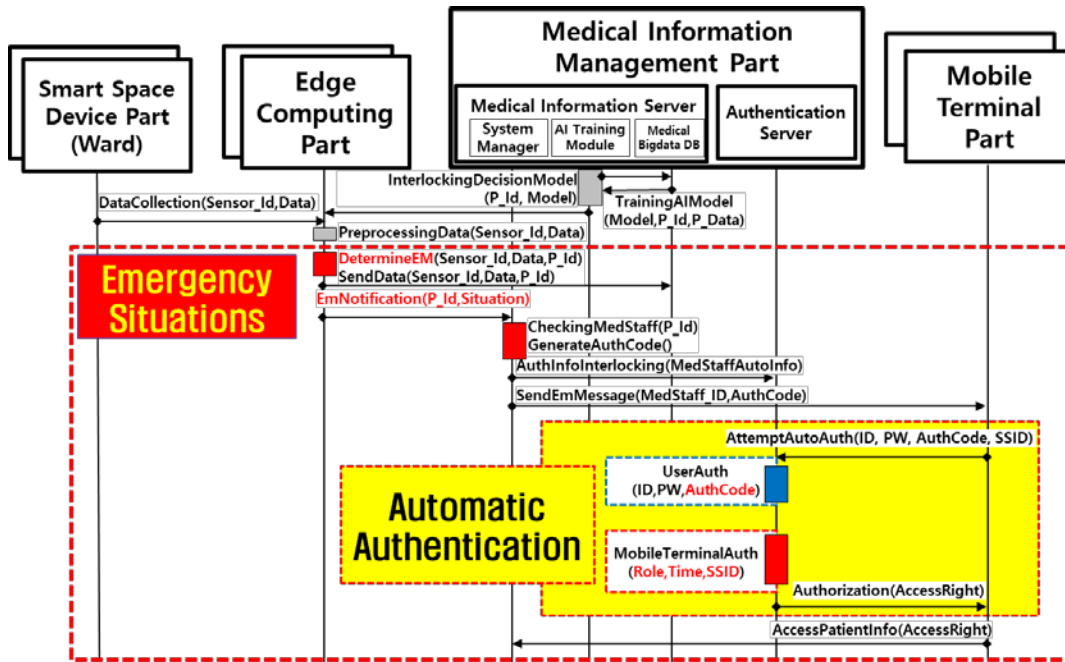 Smart Space
Device Part
(Ward)
Edge
Computing
Part
Medical Information
Management Part
Medical Information Server
System
Manager
AI Training
Module
Medical
Bigdata DB
Authentication
Server
Mobile
Terminal
Part
InterlockingDecisionModel
(P_Id, Model)
TrainingAIModel
(Model,P_Id,P_Data)
DataCollection(Sensor_Id,Data)
PreprocessingData(Sensor_Id,Data)
Emergency
Situations
DetermineEM(Sensor_Id,Data,P_Id)
SendData(Sensor_Id,Data,P_Id)
EmNotification(P_Id,Situation)
CheckingMedStaff(P_Id)
GenerateAuthCode()
AuthInfoInterlocking(MedStaffAutoInfo)
SendEmMessage(MedStaff_ID,AuthCode)
AttemptAutoAuth(ID, PW, AuthCode, SSID)
UserAuth
(ID,PW,AuthCode)
Automatic
Authentication
MobileTerminalAuth
(Role,Time,SSID)
Authorization(AccessRight)
AccessPatientInfo(AccessRight)